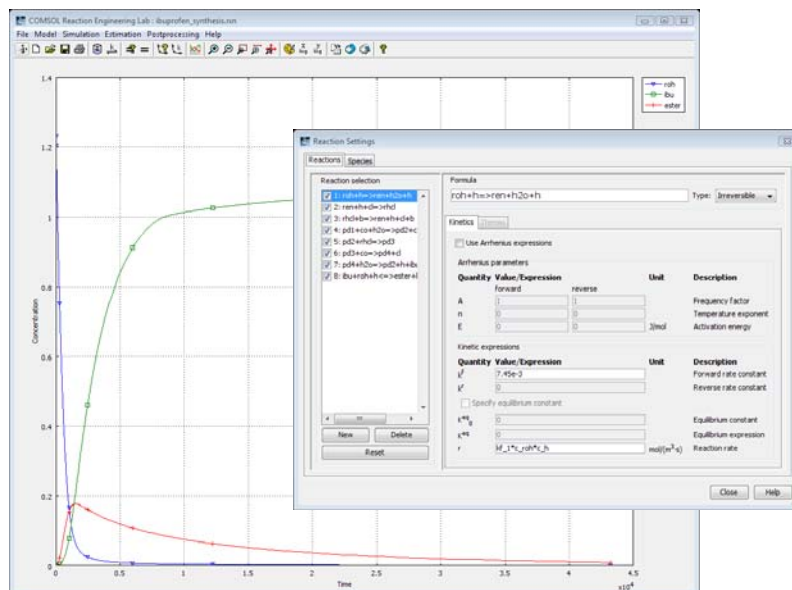 COMSOL Reaction Engineering Lab : ibuprofen_synthesis.rxn
File Model Simulation Estimation Postprocessing Help
1.4
1.2
1
0.8
0.6
0.4
0.2
0
Concentration
0 0.5 1 1.5 2 2.5 3 3.5 4 4.5
Time
x10⁴
roh
ibu
ester
Reaction Settings
Reactions Species
Reaction selection
1: roh+h=>ren+h2o+h
2: ren+h+cl=>rhcl
3: rhcl+b=>ren+h+cl+b
4: pd1+co+h2o=>pd2+c
5: pd2+rhcl=>pd3
6: pd3+co=>pd4+cl
7: pd4+h2o=>pd2+h+ibu
8: ibu+roh+h<=>ester+
New Delete
Reset
Formula
roh+h=>ren+h2o+h Type: Irreversible
Kinetics Thermo
Use Arrhenius expressions
Arrhenius parameters
Quantity Value/Expression Unit Description
forward reverse
A 1 1 Frequency factor
n 0 0 Temperature exponent
E 0 0 J/mol Activation energy
Kinetic expressions
Quantity Value/Expression Unit Description
kᶠ 7.45e-3 Forward rate constant
kʳ 0 Reverse rate constant
Specify equilibrium constant
K^eq_0 0 Equilibrium constant
K^eq 0 Equilibrium expression
r kf_1*c_roh*c_h mol/(m³·s) Reaction rate
Close Help